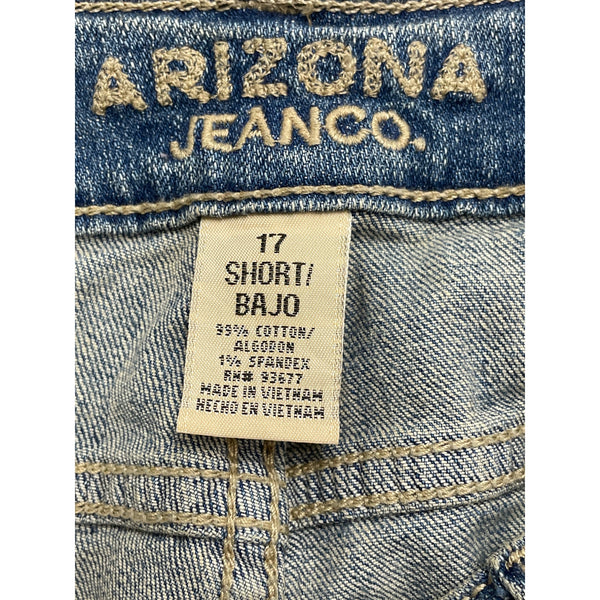 ARIZONA
JEANCO.
17
SHORT/
BAJO
99% COTTON/
ALGODON
1% SPANDEX
RN# 93677
MADE IN VIETNAM
HECHO EN VIETNAM